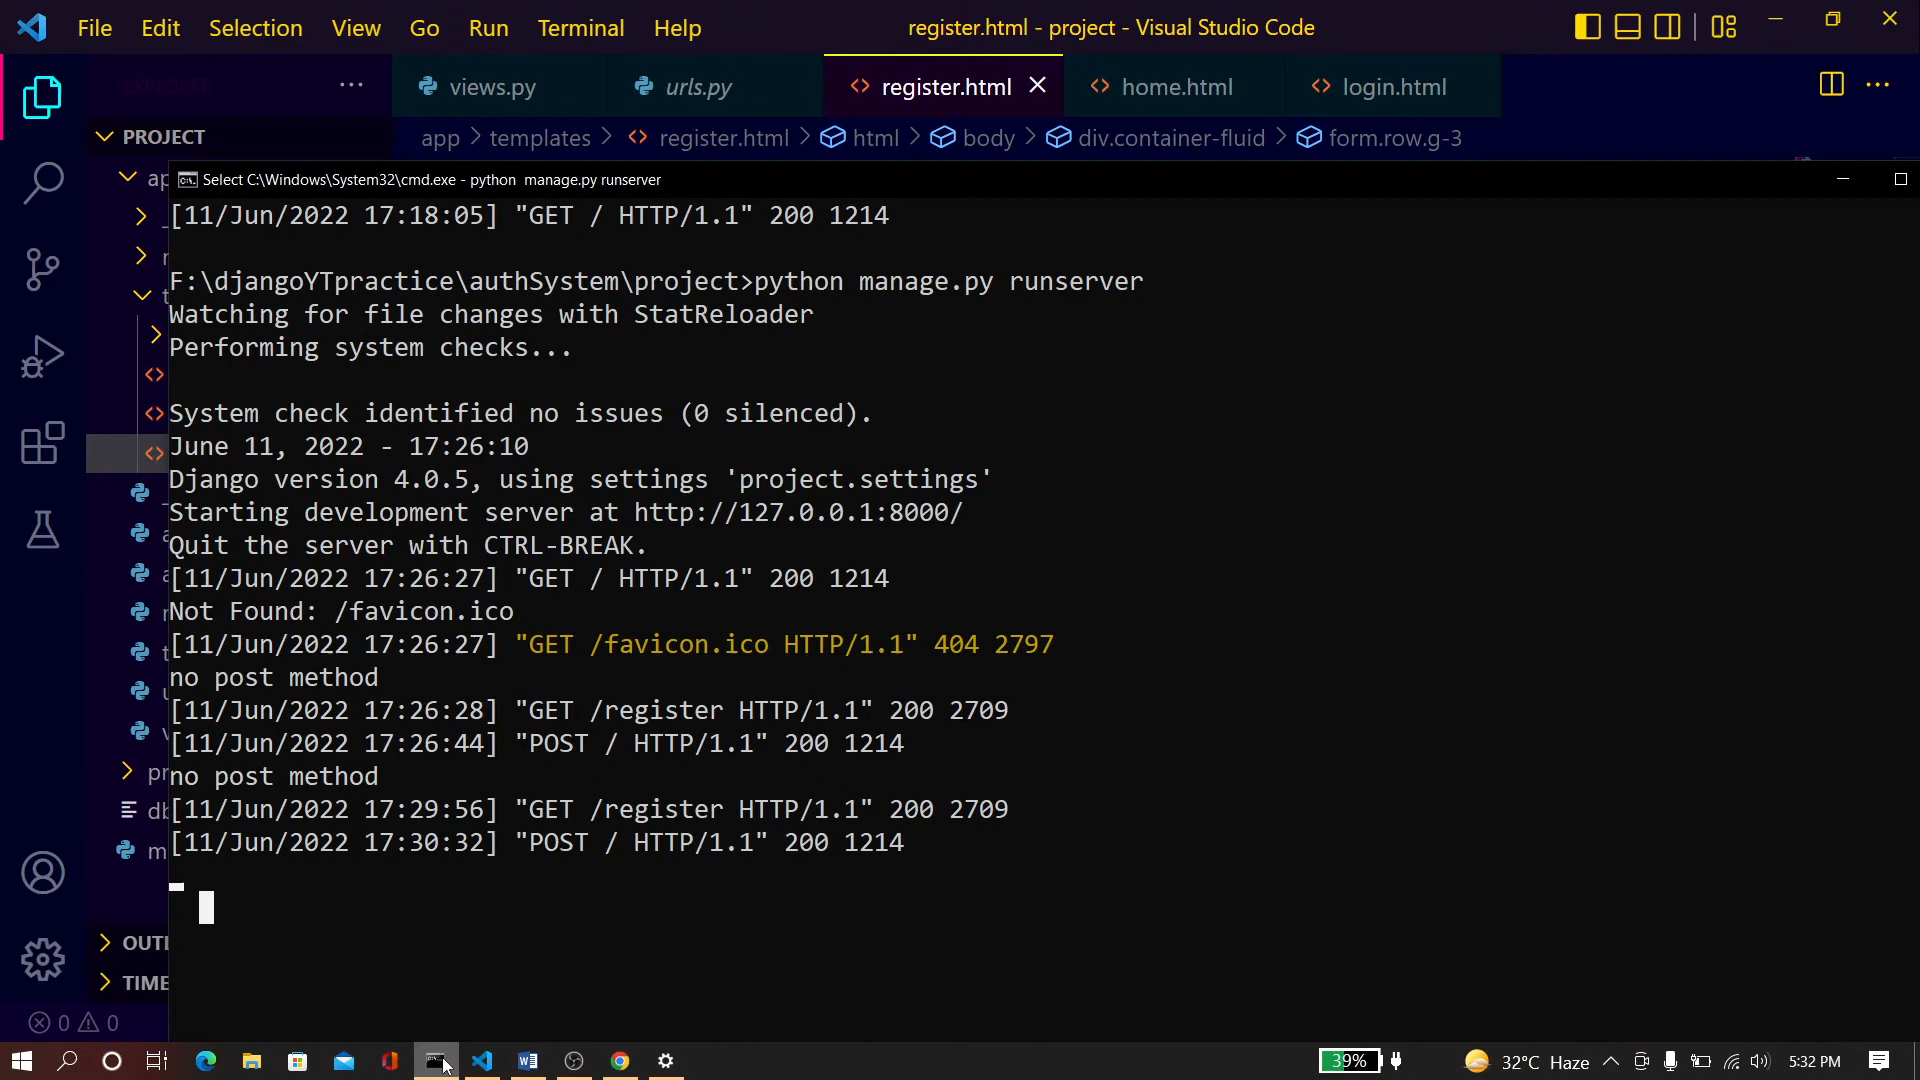 File Edit Selection View Go Run Terminal Help
register.html - project - Visual Studio Code
EXPLORER
views.py urls.py register.html home.html login.html
PROJECT
app > templates > register.html > html > body > div.container-fluid > form.row.g-3
Select C:\Windows\System32\cmd.exe - python manage.py runserver
[11/Jun/2022 17:18:05] "GET / HTTP/1.1" 200 1214
F:\djangoYTpractice\authSystem\project>python manage.py runserver
Watching for file changes with StatReloader
Performing system checks...
System check identified no issues (0 silenced).
June 11, 2022 - 17:26:10
Django version 4.0.5, using settings 'project.settings'
Starting development server at http://127.0.0.1:8000/
Quit the server with CTRL-BREAK.
[11/Jun/2022 17:26:27] "GET / HTTP/1.1" 200 1214
Not Found: /favicon.ico
[11/Jun/2022 17:26:27] "GET /favicon.ico HTTP/1.1" 404 2797
no post method
[11/Jun/2022 17:26:28] "GET /register HTTP/1.1" 200 2709
[11/Jun/2022 17:26:44] "POST / HTTP/1.1" 200 1214
no post method
[11/Jun/2022 17:29:56] "GET /register HTTP/1.1" 200 2709
[11/Jun/2022 17:30:32] "POST / HTTP/1.1" 200 1214
OUTL
TIME
0 0
39% 32°C Haze 5:32 PM